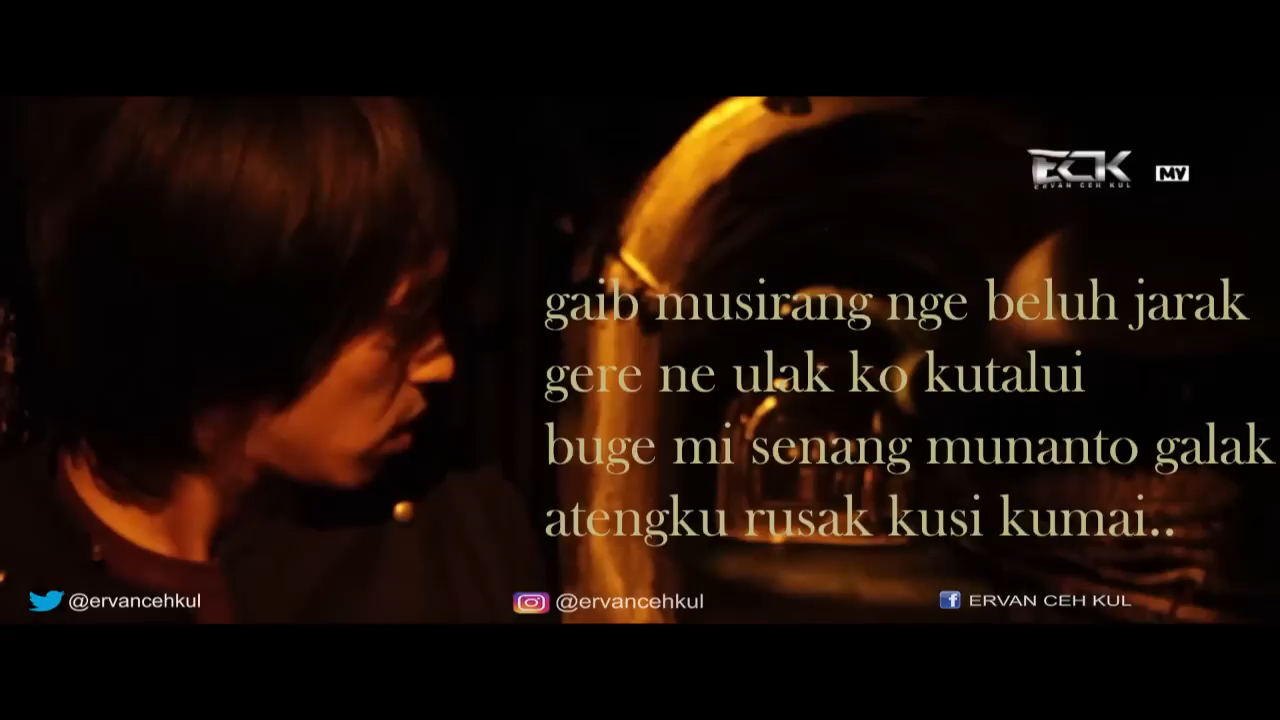 ECK
ERVAN CEH KUL
MV
gaib musirang nge beluh jarak
gere ne ulak ko kutalui
buge mi senang munanto galak
atengku rusak kusi kumai..
@ervancehkul
@ervancehkul
ERVAN CEH KUL